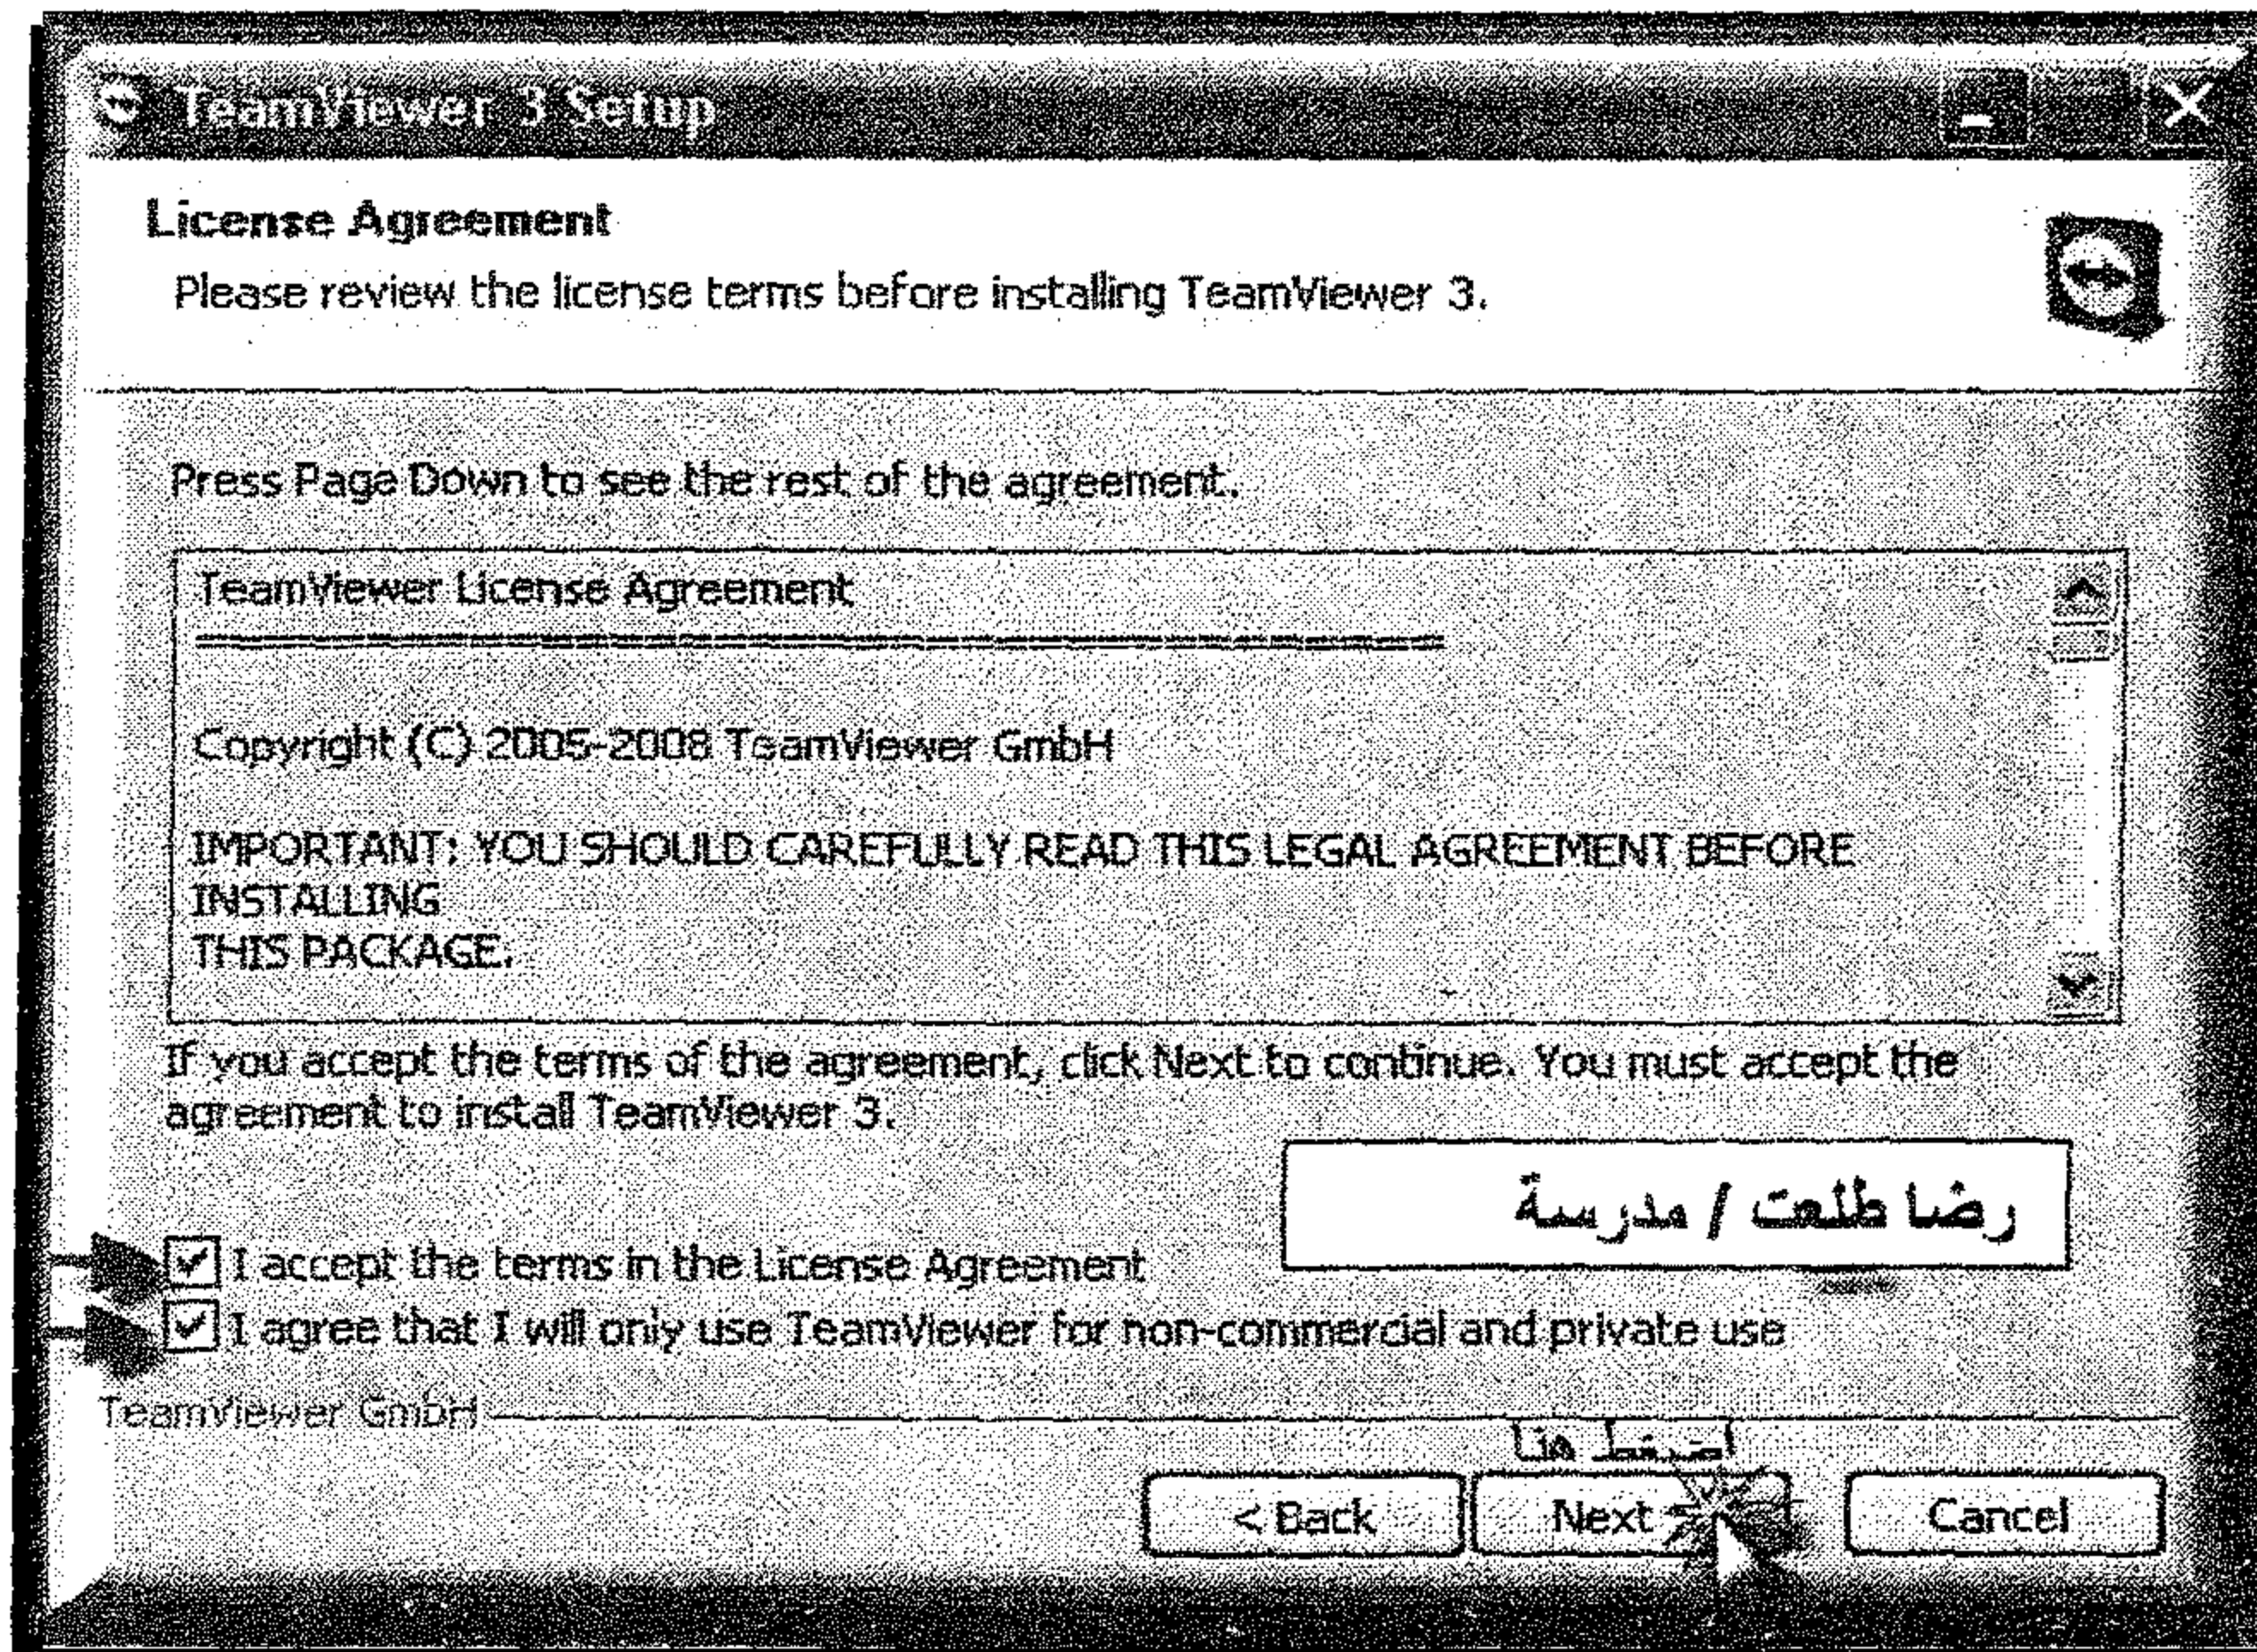 TeamViewer 3 Setup
License Agreement
Please review the license terms before installing TeamViewer 3.
Press Page Down to see the rest of the agreement.
TeamViewer License Agreement
Copyright (C) 2005-2008 TeamViewer GmbH
IMPORTANT: YOU SHOULD CAREFULLY READ THIS LEGAL AGREEMENT BEFORE
INSTALLING
THIS PACKAGE.
If you accept the terms of the agreement, click Next to continue. You must accept the
agreement to install TeamViewer 3.
رضا طلعت / مدرسة
I accept the terms in the License Agreement
I agree that I will only use TeamViewer for non-commercial and private use
TeamViewer GmbH
اضغط هنا
< Back Next Cancel